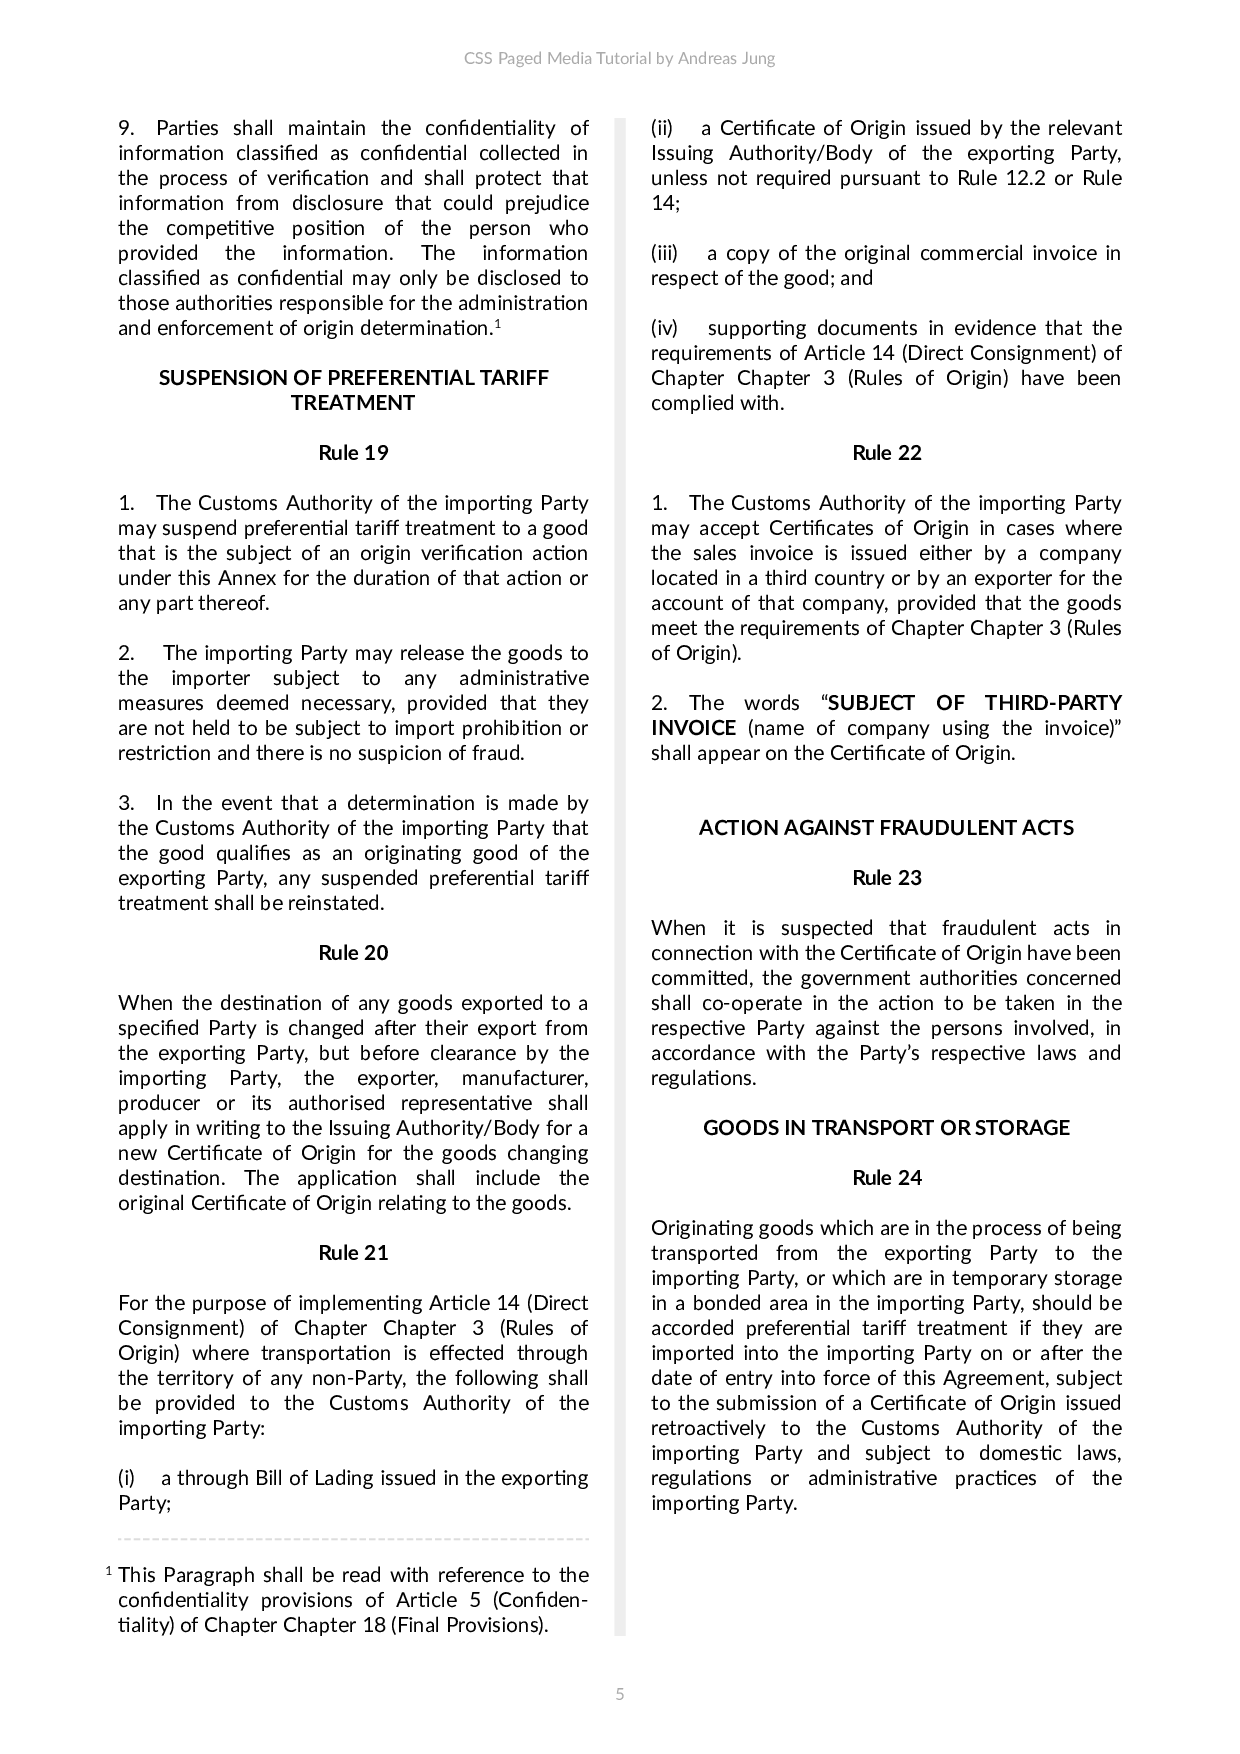 CSS Paged Media Tutorial by Andreas Jung
9. Parties shall maintain the confidentiality of
information classified as confidential collected in
the process of verification and shall protect that
information from disclosure that could prejudice
the competitive position of the person who
provided the information. The information
classified as confidential may only be disclosed to
those authorities responsible for the administration
and enforcement of origin determination.¹
SUSPENSION OF PREFERENTIAL TARIFF
TREATMENT
Rule 19
1. The Customs Authority of the importing Party
may suspend preferential tariff treatment to a good
that is the subject of an origin verification action
under this Annex for the duration of that action or
any part thereof.
2. The importing Party may release the goods to
the importer subject to any administrative
measures deemed necessary, provided that they
are not held to be subject to import prohibition or
restriction and there is no suspicion of fraud.
3. In the event that a determination is made by
the Customs Authority of the importing Party that
the good qualifies as an originating good of the
exporting Party, any suspended preferential tariff
treatment shall be reinstated.
Rule 20
When the destination of any goods exported to a
specified Party is changed after their export from
the exporting Party, but before clearance by the
importing Party, the exporter, manufacturer,
producer or its authorised representative shall
apply in writing to the Issuing Authority/Body for a
new Certificate of Origin for the goods changing
destination. The application shall include the
original Certificate of Origin relating to the goods.
Rule 21
For the purpose of implementing Article 14 (Direct
Consignment) of Chapter Chapter 3 (Rules of
Origin) where transportation is effected through
the territory of any non-Party, the following shall
be provided to the Customs Authority of the
importing Party:
(i) a through Bill of Lading issued in the exporting
Party;
¹ This Paragraph shall be read with reference to the
confidentiality provisions of Article 5 (Confiden-
tiality) of Chapter Chapter 18 (Final Provisions).
(ii) a Certificate of Origin issued by the relevant
Issuing Authority/Body of the exporting Party,
unless not required pursuant to Rule 12.2 or Rule
14;
(iii) a copy of the original commercial invoice in
respect of the good; and
(iv) supporting documents in evidence that the
requirements of Article 14 (Direct Consignment) of
Chapter Chapter 3 (Rules of Origin) have been
complied with.
Rule 22
1. The Customs Authority of the importing Party
may accept Certificates of Origin in cases where
the sales invoice is issued either by a company
located in a third country or by an exporter for the
account of that company, provided that the goods
meet the requirements of Chapter Chapter 3 (Rules
of Origin).
2. The words “SUBJECT OF THIRD-PARTY
INVOICE (name of company using the invoice)”
shall appear on the Certificate of Origin.
ACTION AGAINST FRAUDULENT ACTS
Rule 23
When it is suspected that fraudulent acts in
connection with the Certificate of Origin have been
committed, the government authorities concerned
shall co-operate in the action to be taken in the
respective Party against the persons involved, in
accordance with the Party’s respective laws and
regulations.
GOODS IN TRANSPORT OR STORAGE
Rule 24
Originating goods which are in the process of being
transported from the exporting Party to the
importing Party, or which are in temporary storage
in a bonded area in the importing Party, should be
accorded preferential tariff treatment if they are
imported into the importing Party on or after the
date of entry into force of this Agreement, subject
to the submission of a Certificate of Origin issued
retroactively to the Customs Authority of the
importing Party and subject to domestic laws,
regulations or administrative practices of the
importing Party.
5